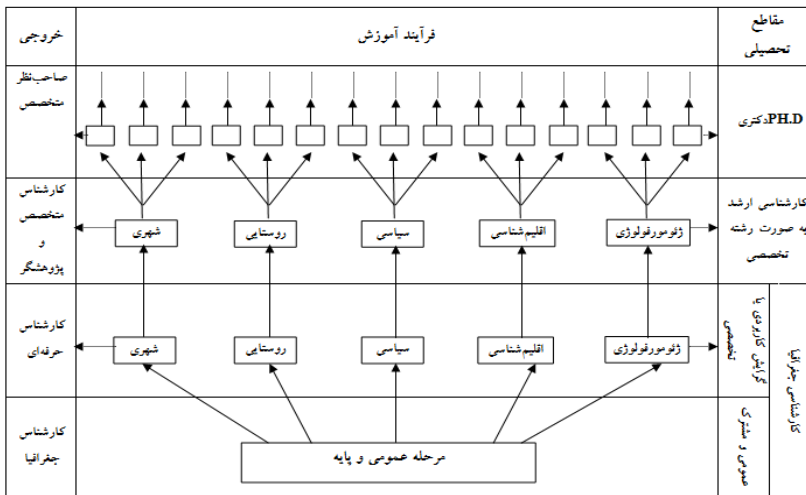 مقاطع
تحصیلی
فرآیند آموزش
خروجی
PH.Dدکتری
صاحب‌نظر
متخصص
کارشناسی ارشد
به صورت رشته
تخصصی
ژئومورفولوژی
اقلیم‌شناسی
سیاسی
روستایی
شهری
کارشناس
متخصص
و
پژوهشگر
کارشناسی جغرافیا
گرایش کاربردی یا
تخصصی
ژئومورفولوژی
اقلیم‌شناسی
سیاسی
روستایی
شهری
کارشناس
حرفه‌ای
عمومی و مشترک
مرحله عمومی و پایه
کارشناس
جغرافیا